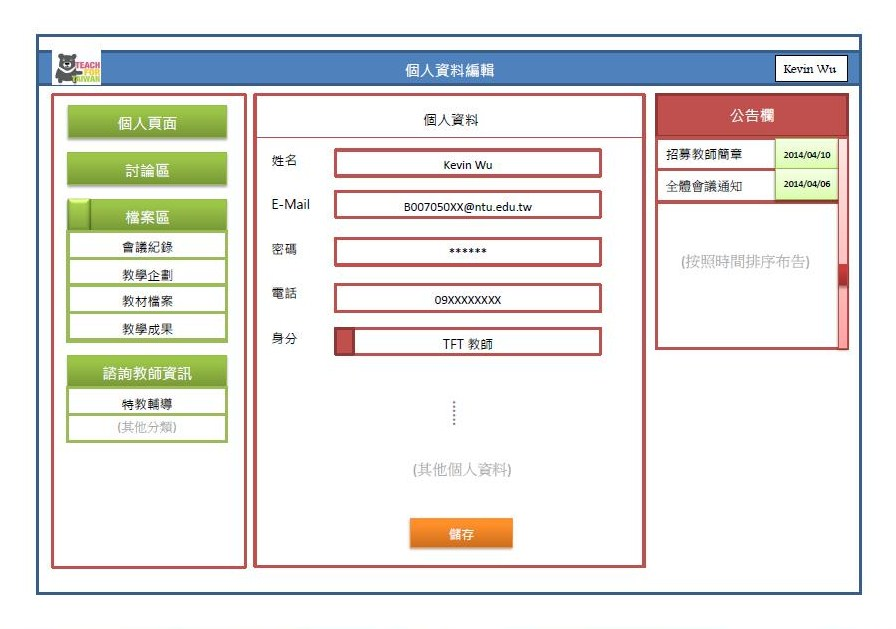 TEACH
FOR
TAIWAN
個人資料編輯
Kevin Wu
個人頁面
討論區
檔案區
會議紀錄
教學企劃
教材檔案
教學成果
諮詢教師資訊
特教輔導
(其他分類)
個人資料
姓名 Kevin Wu
E-Mail B007050XX@ntu.edu.tw
密碼 ******
電話 09XXXXXXXX
身分 TFT 教師
(其他個人資料)
儲存
公告欄
招募教師簡章 2014/04/10
全體會議通知 2014/04/06
(按照時間排序布告)